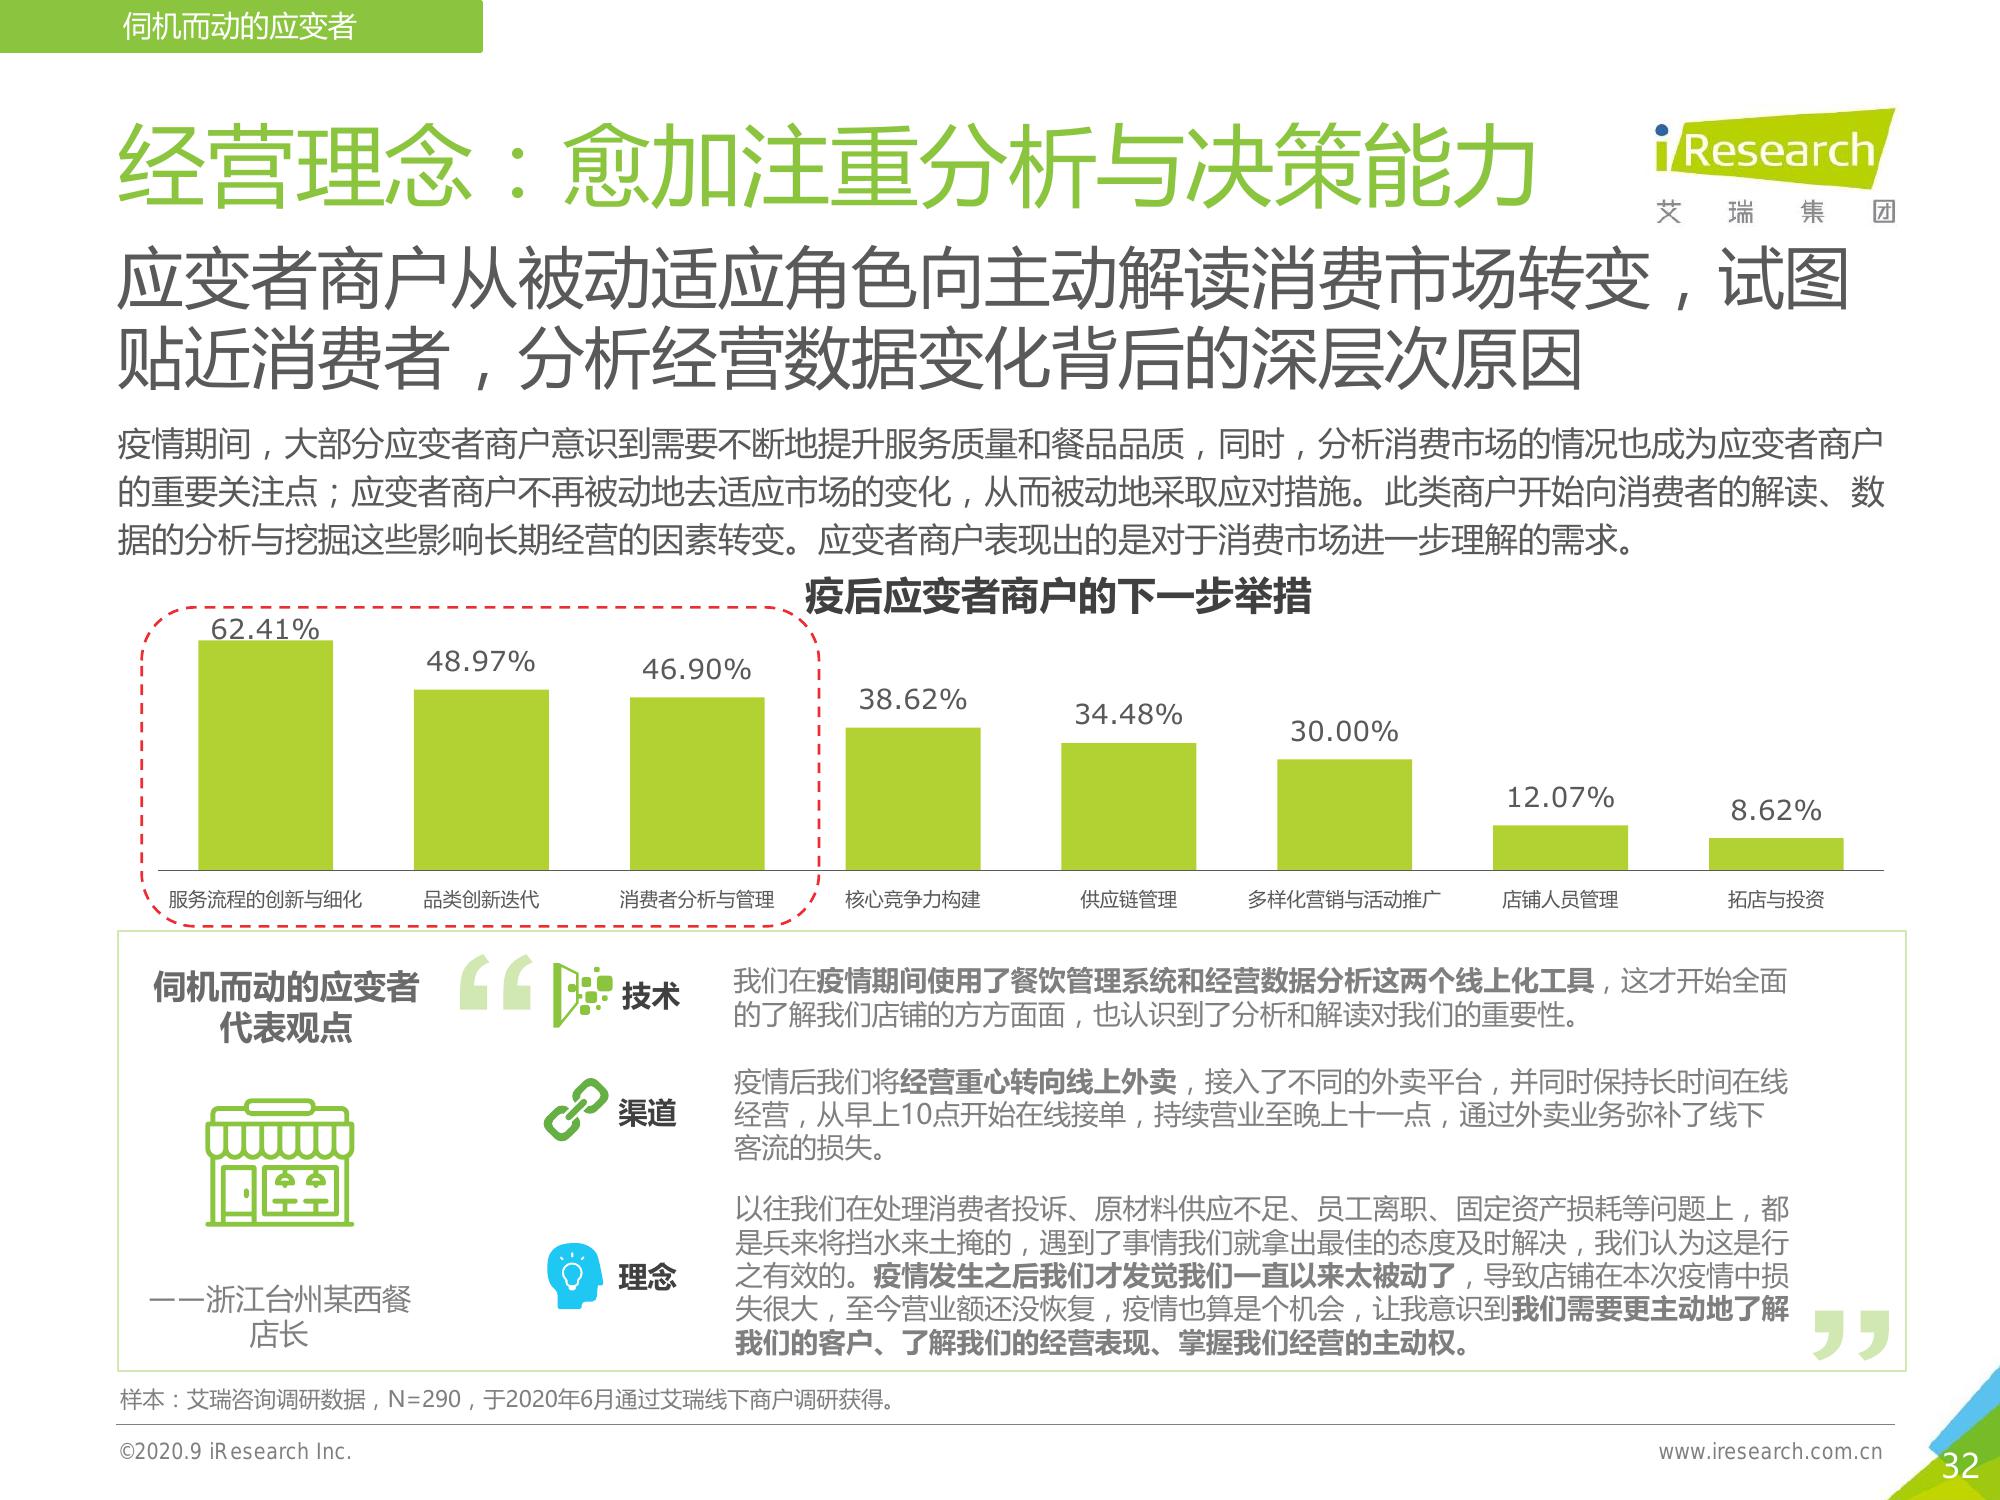 伺机而动的应变者
经营理念：愈加注重分析与决策能力
iResearch
艾瑞集团
应变者商户从被动适应角色向主动解读消费市场转变，试图
贴近消费者，分析经营数据变化背后的深层次原因
疫情期间，大部分应变者商户意识到需要不断地提升服务质量和餐品品质，同时，分析消费市场的情况也成为应变者商户
的重要关注点；应变者商户不再被动地去适应市场的变化，从而被动地采取应对措施。此类商户开始向消费者的解读、数
据的分析与挖掘这些影响长期经营的因素转变。应变者商户表现出的是对于消费市场进一步理解的需求。
疫后应变者商户的下一步举措
62.41%
48.97%
46.90%
38.62%
34.48%
30.00%
12.07%
8.62%
服务流程的创新与细化
品类创新迭代
消费者分析与管理
核心竞争力构建
供应链管理
多样化营销与活动推广
店铺人员管理
拓店与投资
伺机而动的应变者
代表观点
——浙江台州某西餐
店长
“
技术
我们在疫情期间使用了餐饮管理系统和经营数据分析这两个线上化工具，这才开始全面
的了解我们店铺的方方面面，也认识到了分析和解读对我们的重要性。
渠道
疫情后我们将经营重心转向线上外卖，接入了不同的外卖平台，并同时保持长时间在线
经营，从早上10点开始在线接单，持续营业至晚上十一点，通过外卖业务弥补了线下
客流的损失。
理念
以往我们在处理消费者投诉、原材料供应不足、员工离职、固定资产损耗等问题上，都
是兵来将挡水来土掩的，遇到了事情我们就拿出最佳的态度及时解决，我们认为这是行
之有效的。疫情发生之后我们才发觉我们一直以来太被动了，导致店铺在本次疫情中损
失很大，至今营业额还没恢复，疫情也算是个机会，让我意识到我们需要更主动地了解
我们的客户、了解我们的经营表现、掌握我们经营的主动权。
”
样本：艾瑞咨询调研数据，N=290，于2020年6月通过艾瑞线下商户调研获得。
©2020.9 iResearch Inc.
www.iresearch.com.cn
32